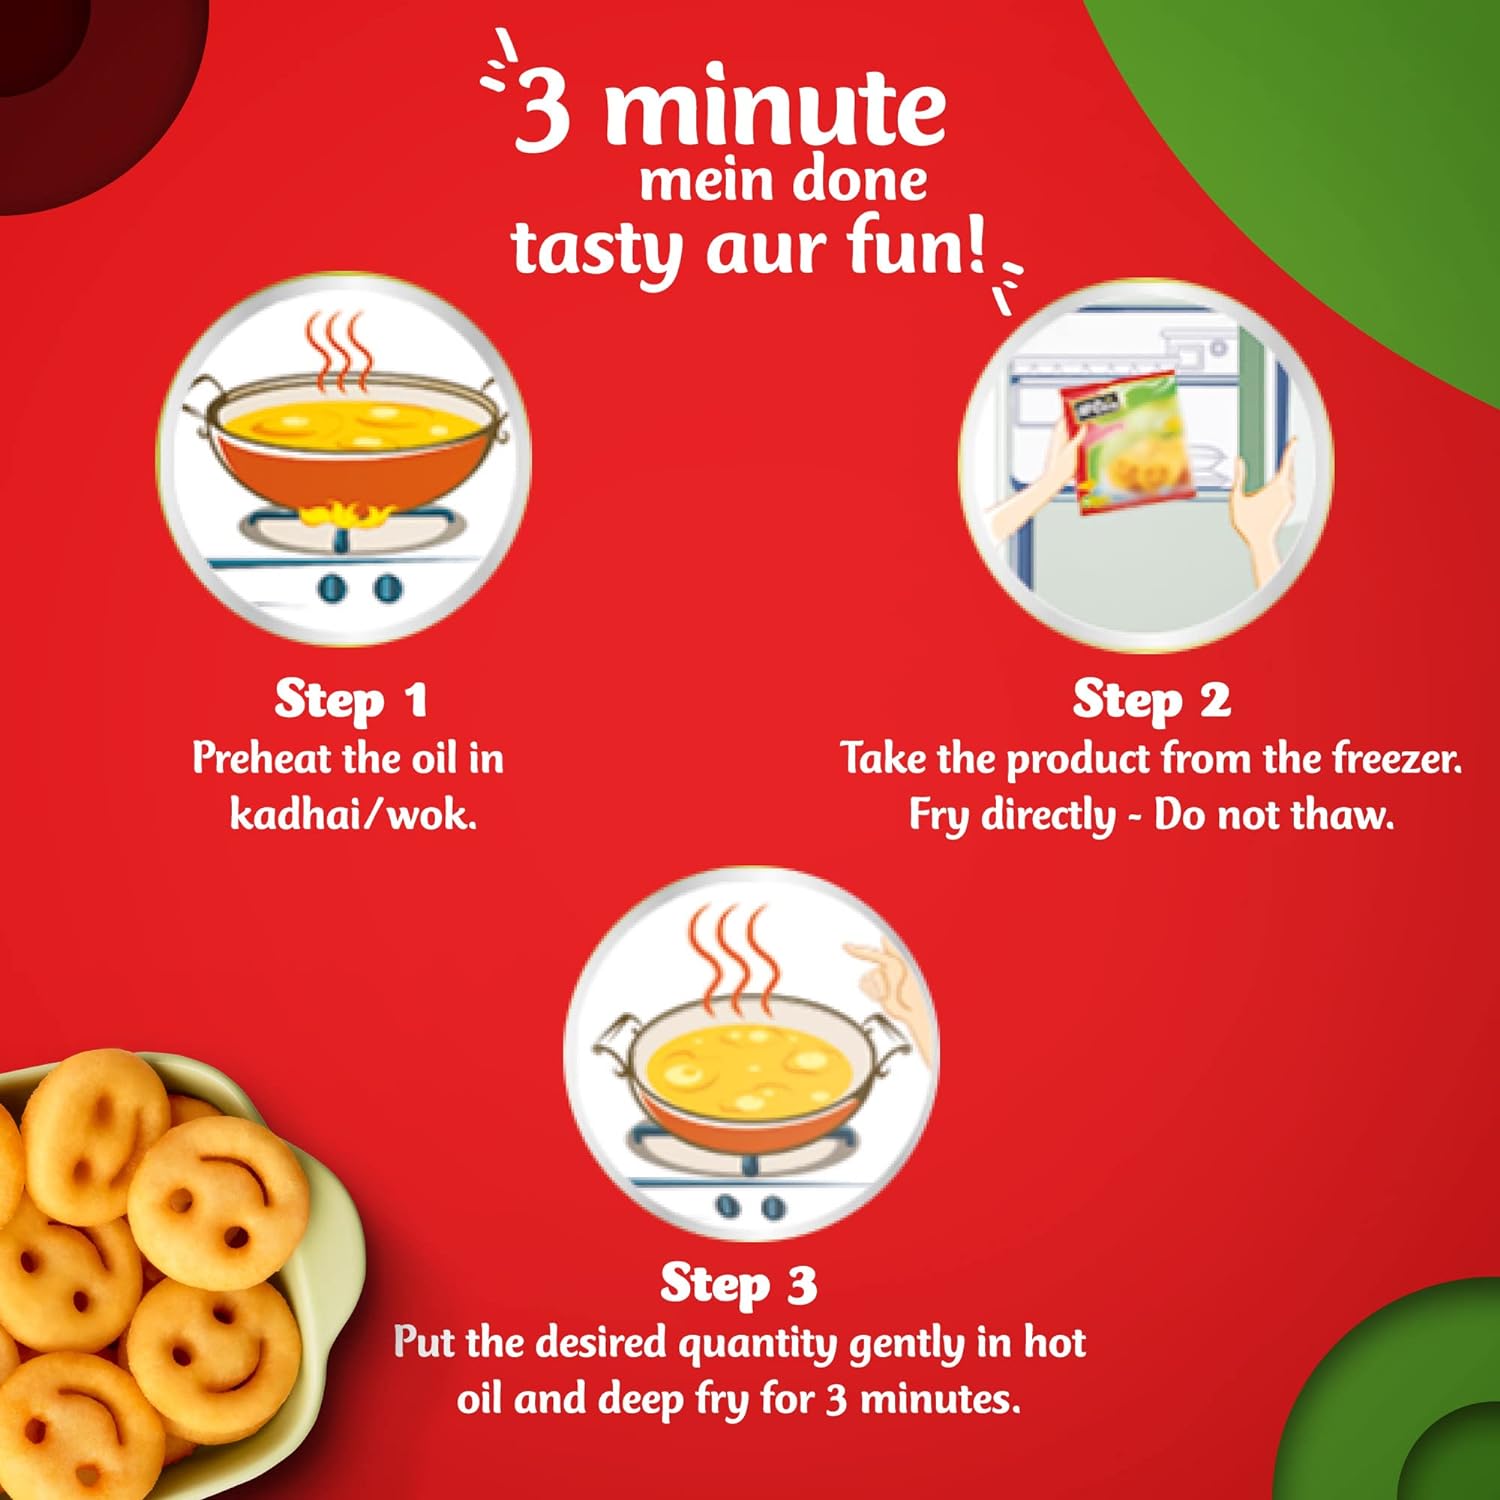 3 minute
mein done
tasty aur fun!
Step 1
Preheat the oil in
kadhai/wok.
Step 2
Take the product from the freezer.
Fry directly - Do not thaw.
Step 3
Put the desired quantity gently in hot
oil and deep fry for 3 minutes.